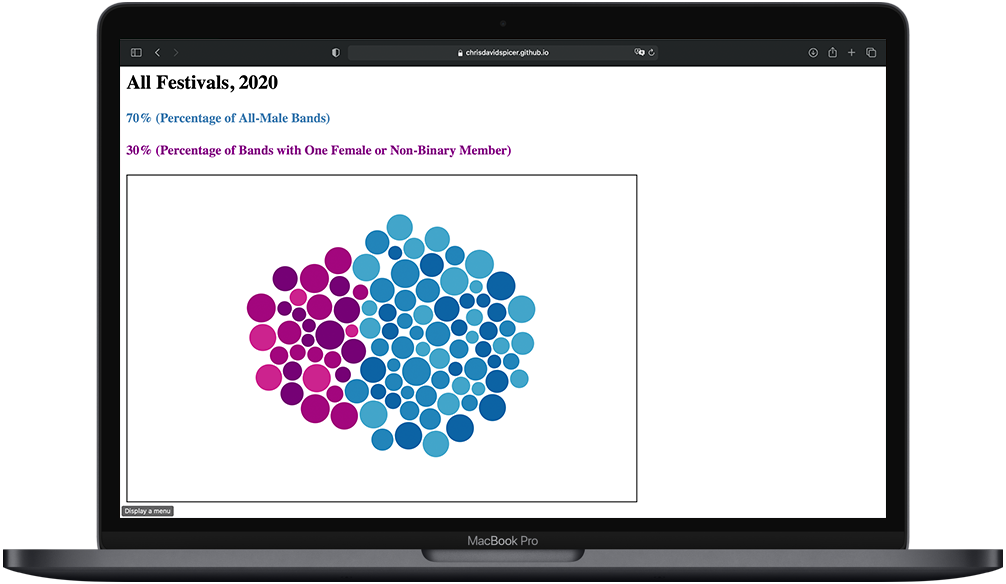 chrisdavidspicer.github.io
All Festivals, 2020
70% (Percentage of All-Male Bands)
30% (Percentage of Bands with One Female or Non-Binary Member)
Display a menu
MacBook Pro